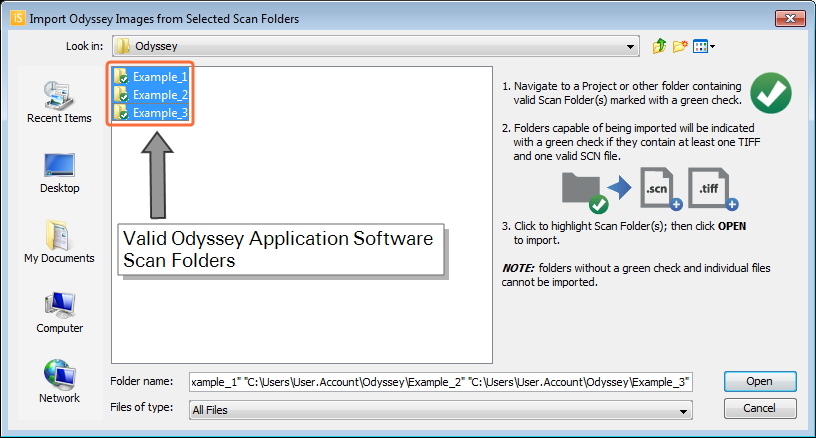 iS Import Odyssey Images from Selected Scan Folders
Look in: Odyssey
Recent Items
Desktop
My Documents
Computer
Network
Example_1
Example_2
Example_3
Valid Odyssey Application Software
Scan Folders
1. Navigate to a Project or other folder containing
valid Scan Folder(s) marked with a green check.
2. Folders capable of being imported will be indicated
with a green check if they contain at least one TIFF
and one valid SCN file.
.scn .tiff
3. Click to highlight Scan Folder(s); then click OPEN
to import.
NOTE: folders without a green check and individual files
cannot be imported.
Folder name: xample_1" "C:\Users\User.Account\Odyssey\Example_2" "C:\Users\User.Account\Odyssey\Example_3"
Open
Files of type: All Files
Cancel